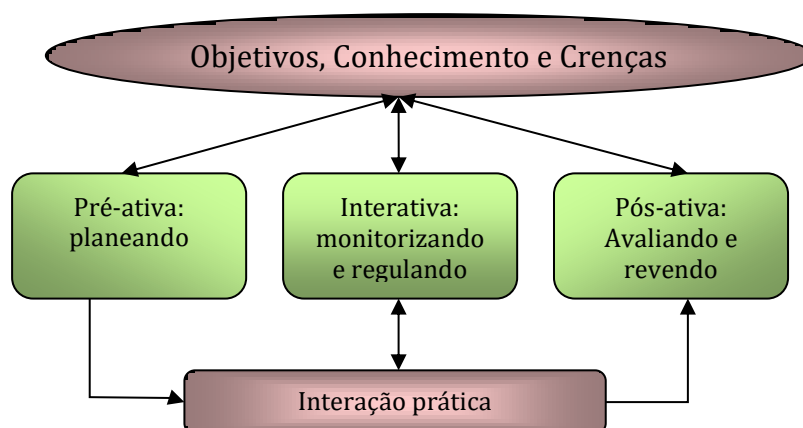 Objetivos, Conhecimento e Crenças
Pré-ativa:
planeando
Interativa:
monitorizando
e regulando
Pós-ativa:
Avaliando e
revendo
Interação prática